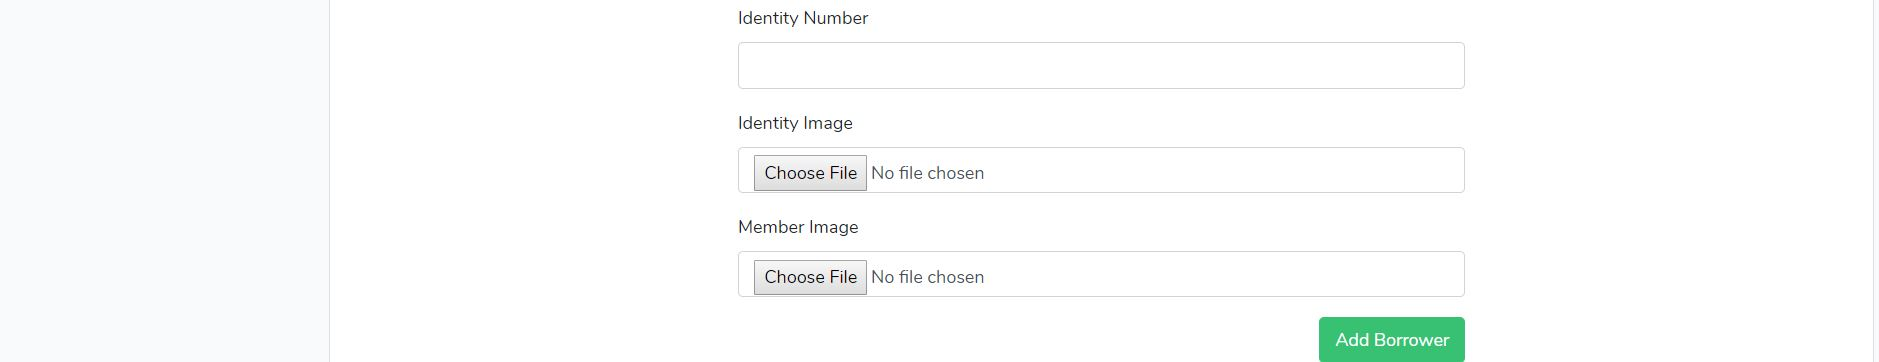 Identity Number
Identity Image
Choose File No file chosen
Member Image
Choose File No file chosen
Add Borrower